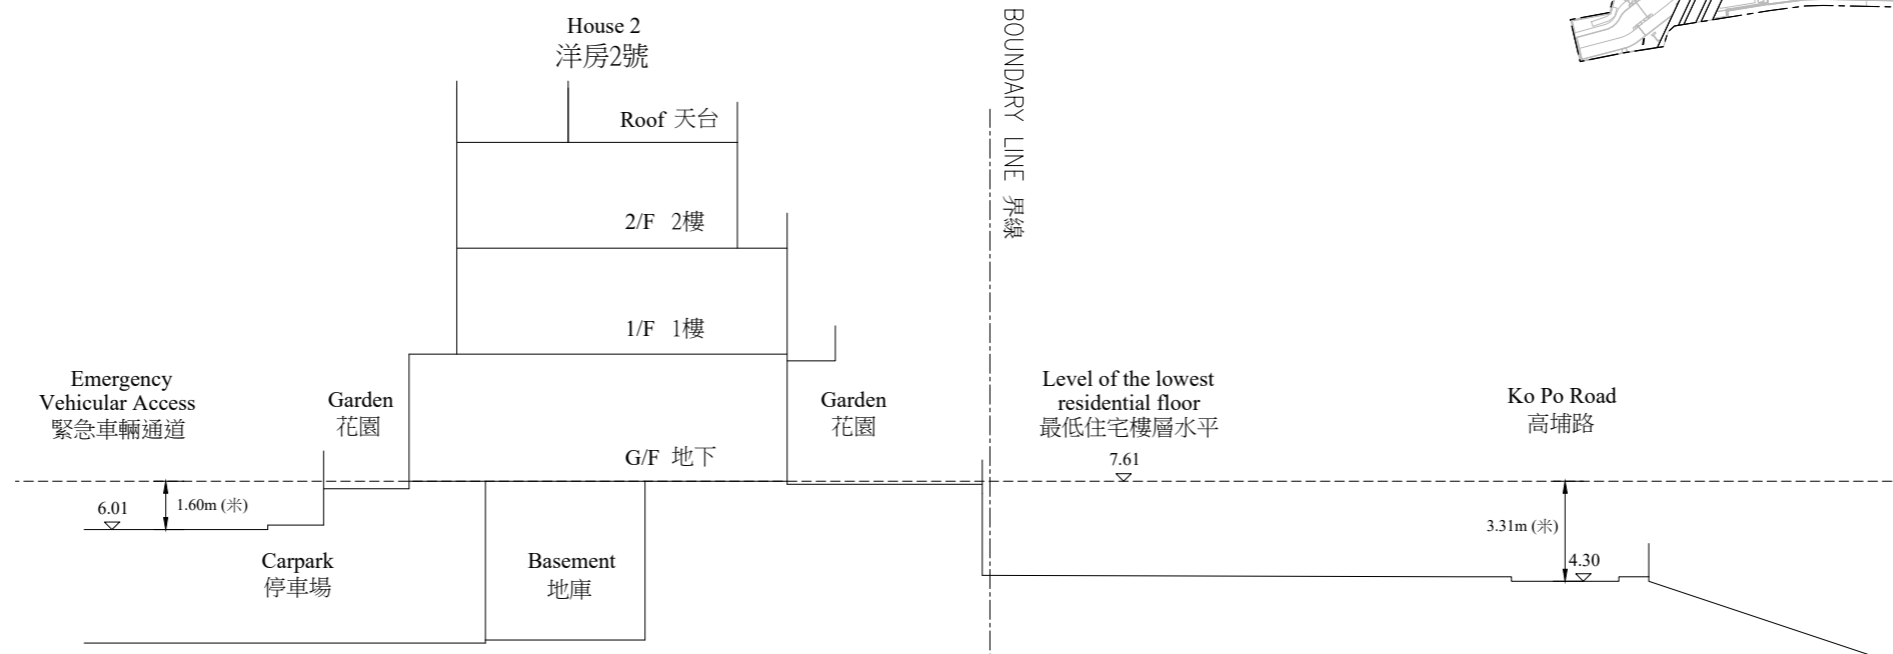 House 2
洋房2號
BOUNDARY LINE 界線
Roof 天台
2/F 2樓
1/F 1樓
G/F 地下
Emergency
Vehicular Access
緊急車輛通道
Garden
花園
Garden
花園
Level of the lowest
residential floor
最低住宅樓層水平
7.61
Ko Po Road
高埔路
6.01
1.60m (米)
3.31m (米)
4.30
Carpark
停車場
Basement
地庫